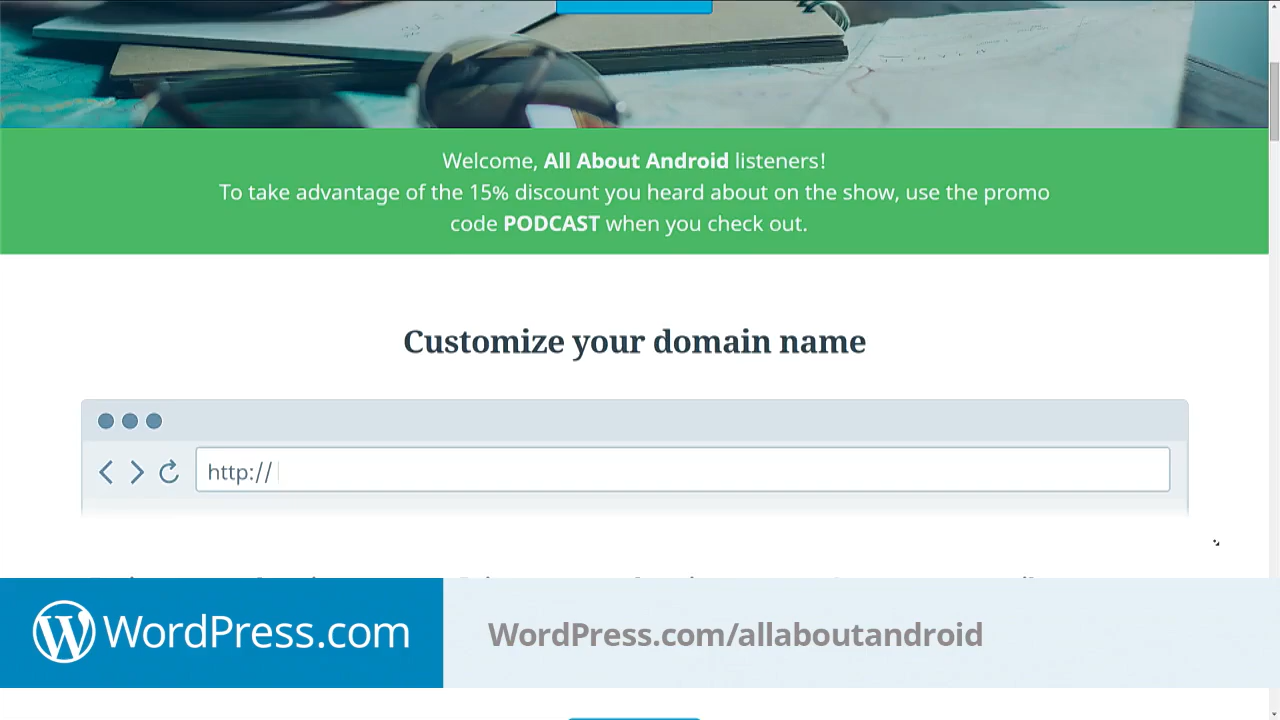 Welcome, All About Android listeners!
To take advantage of the 15% discount you heard about on the show, use the promo
code PODCAST when you check out.
Customize your domain name
http://
WordPress.com
WordPress.com/allaboutandroid